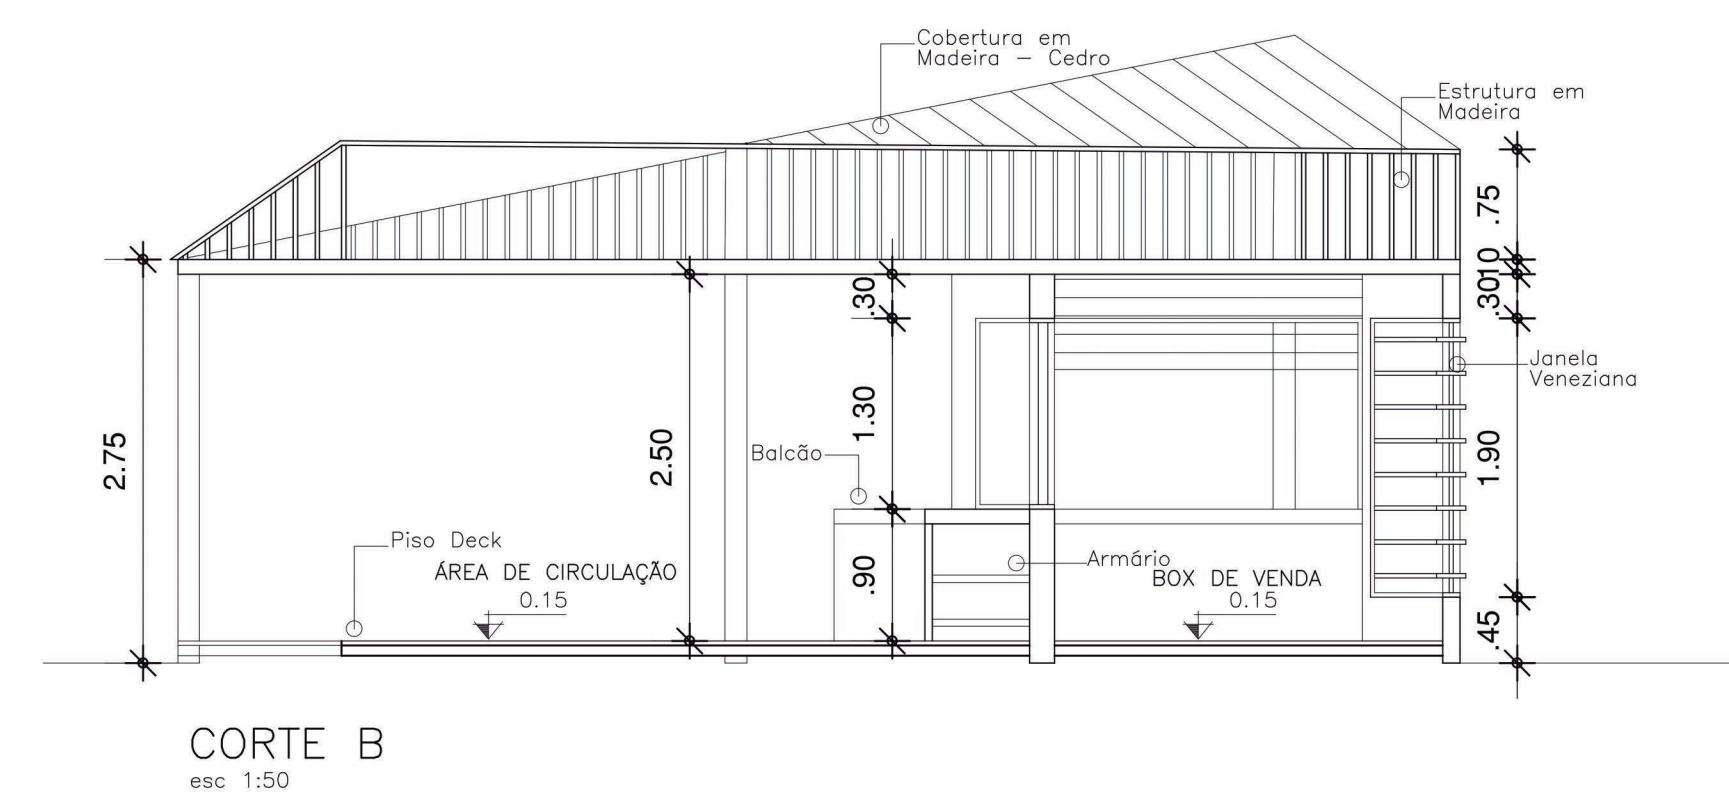 Cobertura em
Madeira - Cedro
Estrutura em
Madeira
.75
.10
.30
.30
Janela
Veneziana
1.30
1.90
2.75
2.50
Balcão
Piso Deck
ÁREA DE CIRCULAÇÃO
0.15
.90
Armário
BOX DE VENDA
0.15
.45
CORTE B
esc 1:50